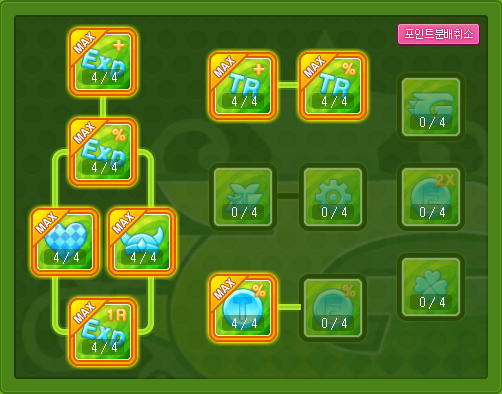 포인트분배취소
MAX
Exp +
4 / 4
MAX
TR +
4 / 4
MAX
TR %
4 / 4
0 / 4
MAX
Exp %
4 / 4
0 / 4
0 / 4
2X
0 / 4
MAX
4 / 4
MAX
4 / 4
MAX
T %
4 / 4
%
0 / 4
0 / 4
MAX
1R
Exp
4 / 4